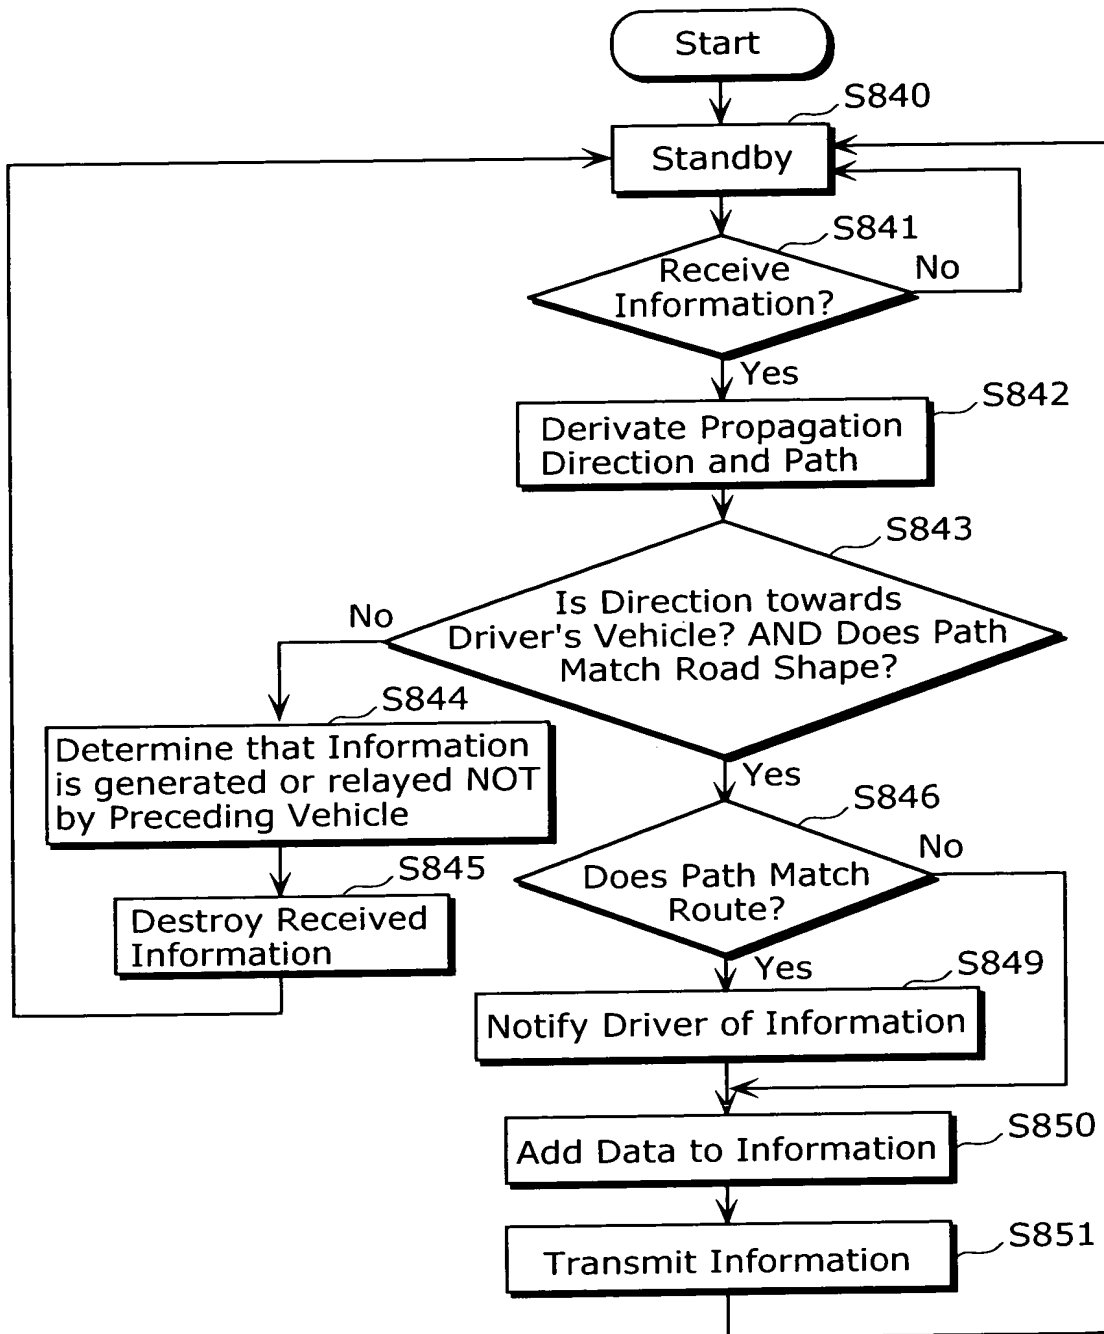 Start
S840
Standby
S841
Receive
Information?
No
Yes
S842
Derivate Propagation
Direction and Path
S843
Is Direction towards
Driver's Vehicle? AND Does Path
Match Road Shape?
No
S844
Determine that Information
is generated or relayed NOT
by Preceding Vehicle
S845
Destroy Received
Information
Yes
S846
Does Path Match
Route?
No
Yes
S849
Notify Driver of Information
S850
Add Data to Information
S851
Transmit Information